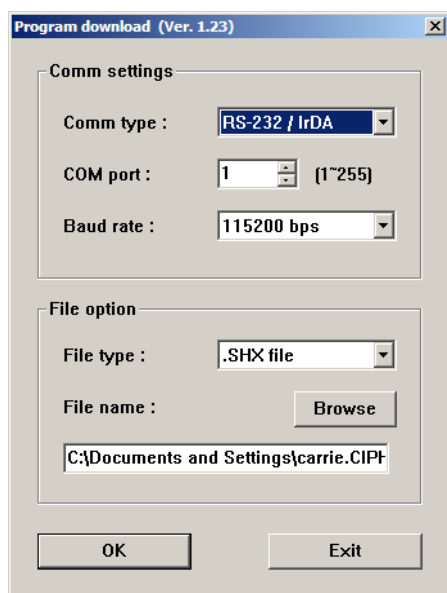 Program download (Ver. 1.23)
Comm settings
Comm type : RS-232 / IrDA
COM port : 1 (1~255)
Baud rate : 115200 bps
File option
File type : .SHX file
File name : Browse
C:\Documents and Settings\carrie.CIPH
OK Exit